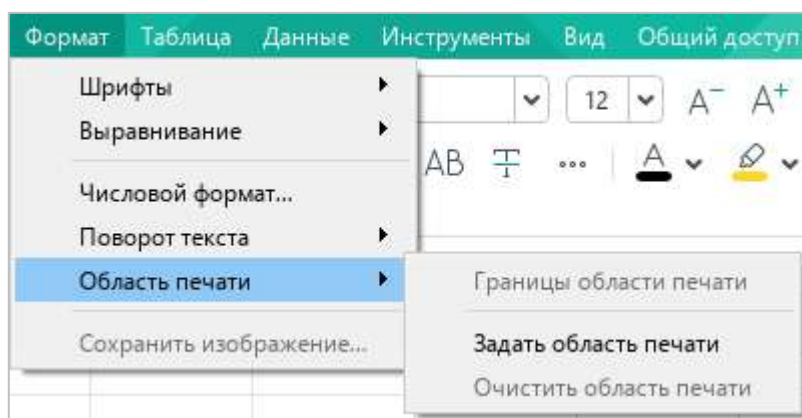 Формат Таблица Данные Инструменты Вид Общий доступ
Шрифты
12 A⁻ A⁺
Выравнивание
AB T ... A
Числовой формат...
Поворот текста
Область печати
Границы области печати
Сохранить изображение...
Задать область печати
Очистить область печати